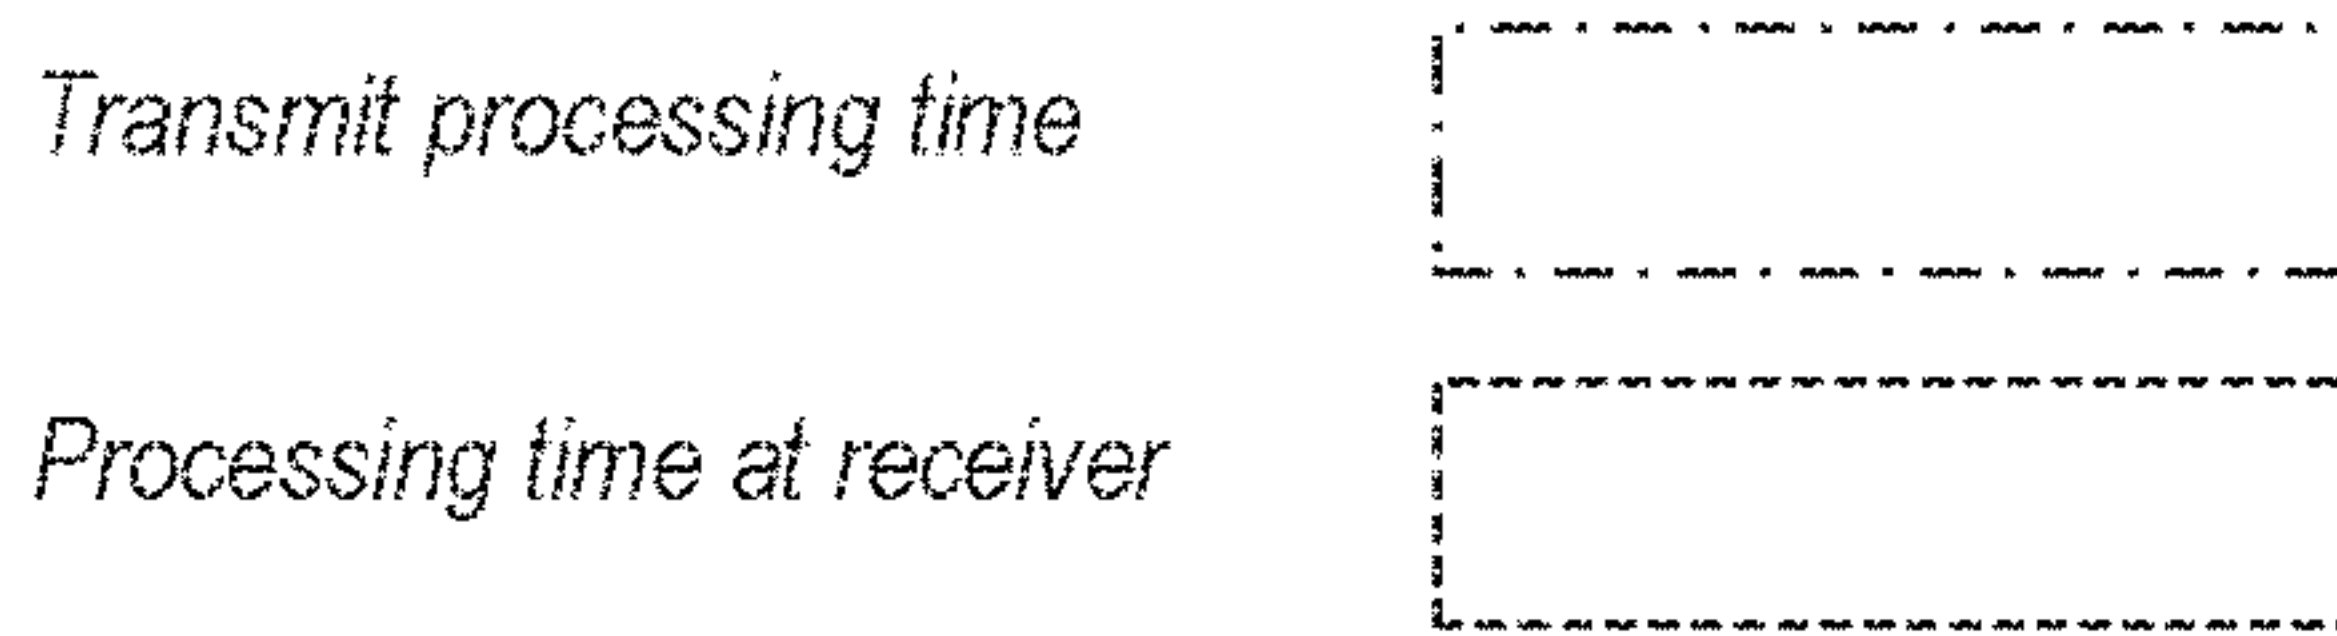 Transmit processing time
Processing time at receiver